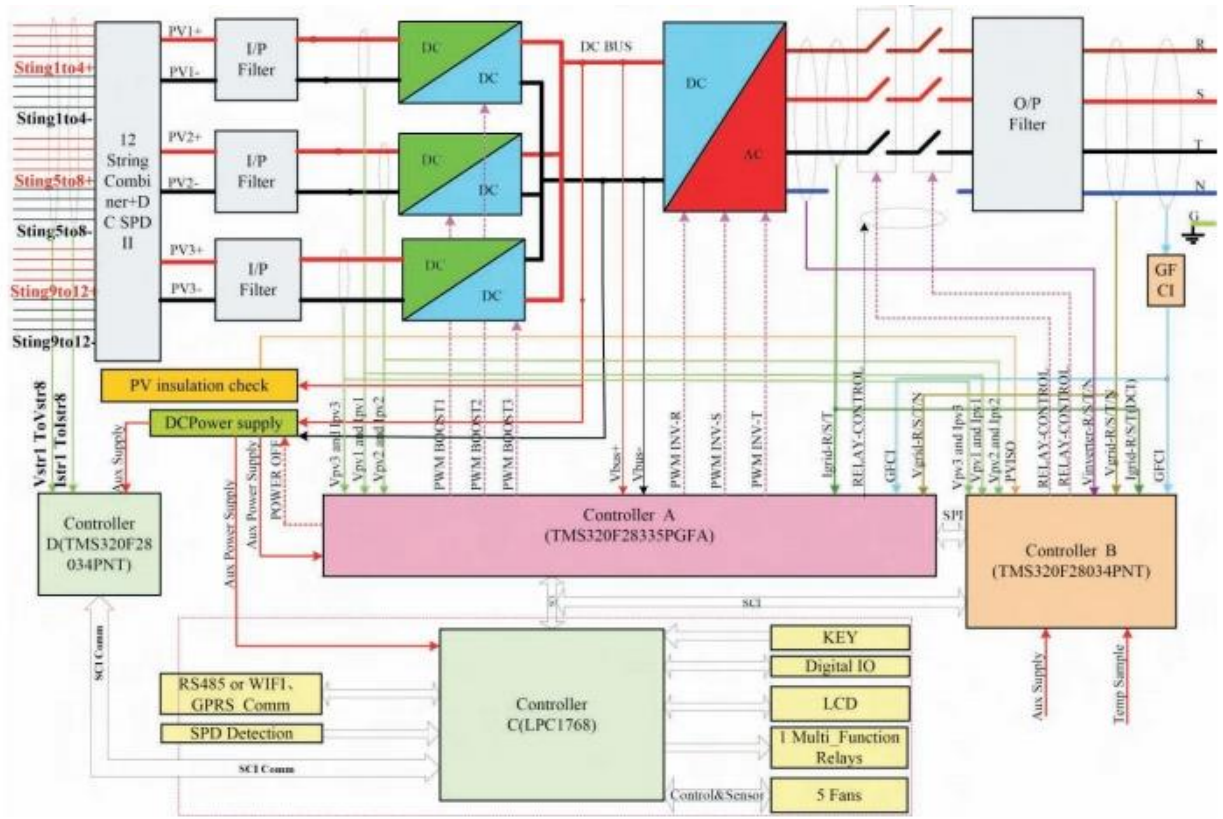 PV1+
Sting1to4+
PV1-
Sting1to4-
12
String
Combi
ner+D
C SPD
II
PV2+
Sting5to8+
PV2-
Sting5to8-
PV3+
Sting9to12+
PV3-
Sting9to12-
I/P
Filter
I/P
Filter
I/P
Filter
DC
DC
DC
DC
DC
DC
DC BUS
DC
AC
O/P
Filter
R
S
T
N
G
GF
CI
PV insulation check
DCPower supply
Vstr1 ToVstr8
Istr1 ToIstr8
Aux Supply
Aux Power Supply
Aux Power Supply
POWER OFF
Vpv3 and Ipv3
Vpv1 and Ipv1
Vpv2 and Ipv2
PWM BOOST1
PWM BOOST2
PWM BOOST3
Vbus+
Vbus-
PWM INV-R
PWM INV-S
PWM INV-T
Igrid-R/S/T
RELAY-CONTROL
GFCI
Vgrid-R/S/T/N
Vpv3 and Ipv3
Vpv1 and Ipv1
Vpv2 and Ipv2
PVISO
RELAY-CONTROL
RELAY-CONTROL
Vinverter-R/S/T/N
Vgrid-R/S/T/N
Igrid-R/S/T(DCI)
GFCI
Controller
D(TMS320F28
034PNT)
Controller A
(TMS320F28335PGFA)
SPI
Controller B
(TMS320F28034PNT)
SCI
SCI Comm
KEY
Digital IO
RS485 or WIFI、
GPRS Comm
Controller
C(LPC1768)
LCD
SPD Detection
1 Multi_Function
Relays
SCI Comm
Control&Sensor
5 Fans
Aux Supply
Temp Sample